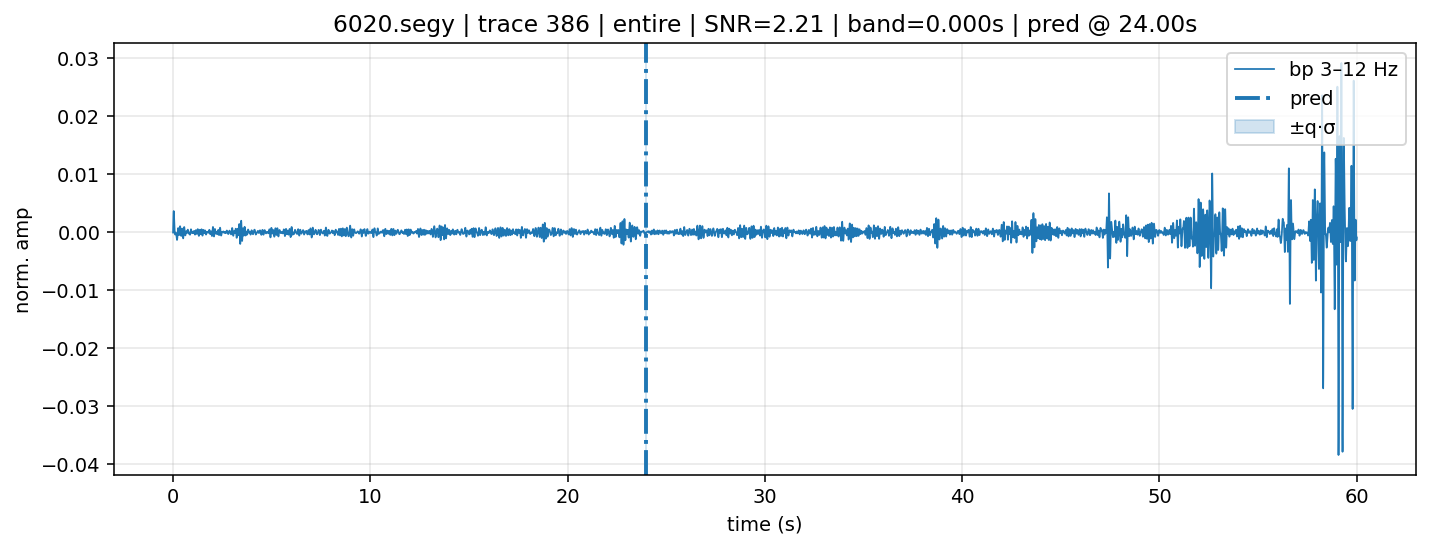 6020.segy | trace 386 | entire | SNR=2.21 | band=0.000s | pred @ 24.00s
bp 3–12 Hz
pred
±q·σ
norm. amp
0.03
0.02
0.01
0.00
−0.01
−0.02
−0.03
−0.04
0 10 20 30 40 50 60
time (s)